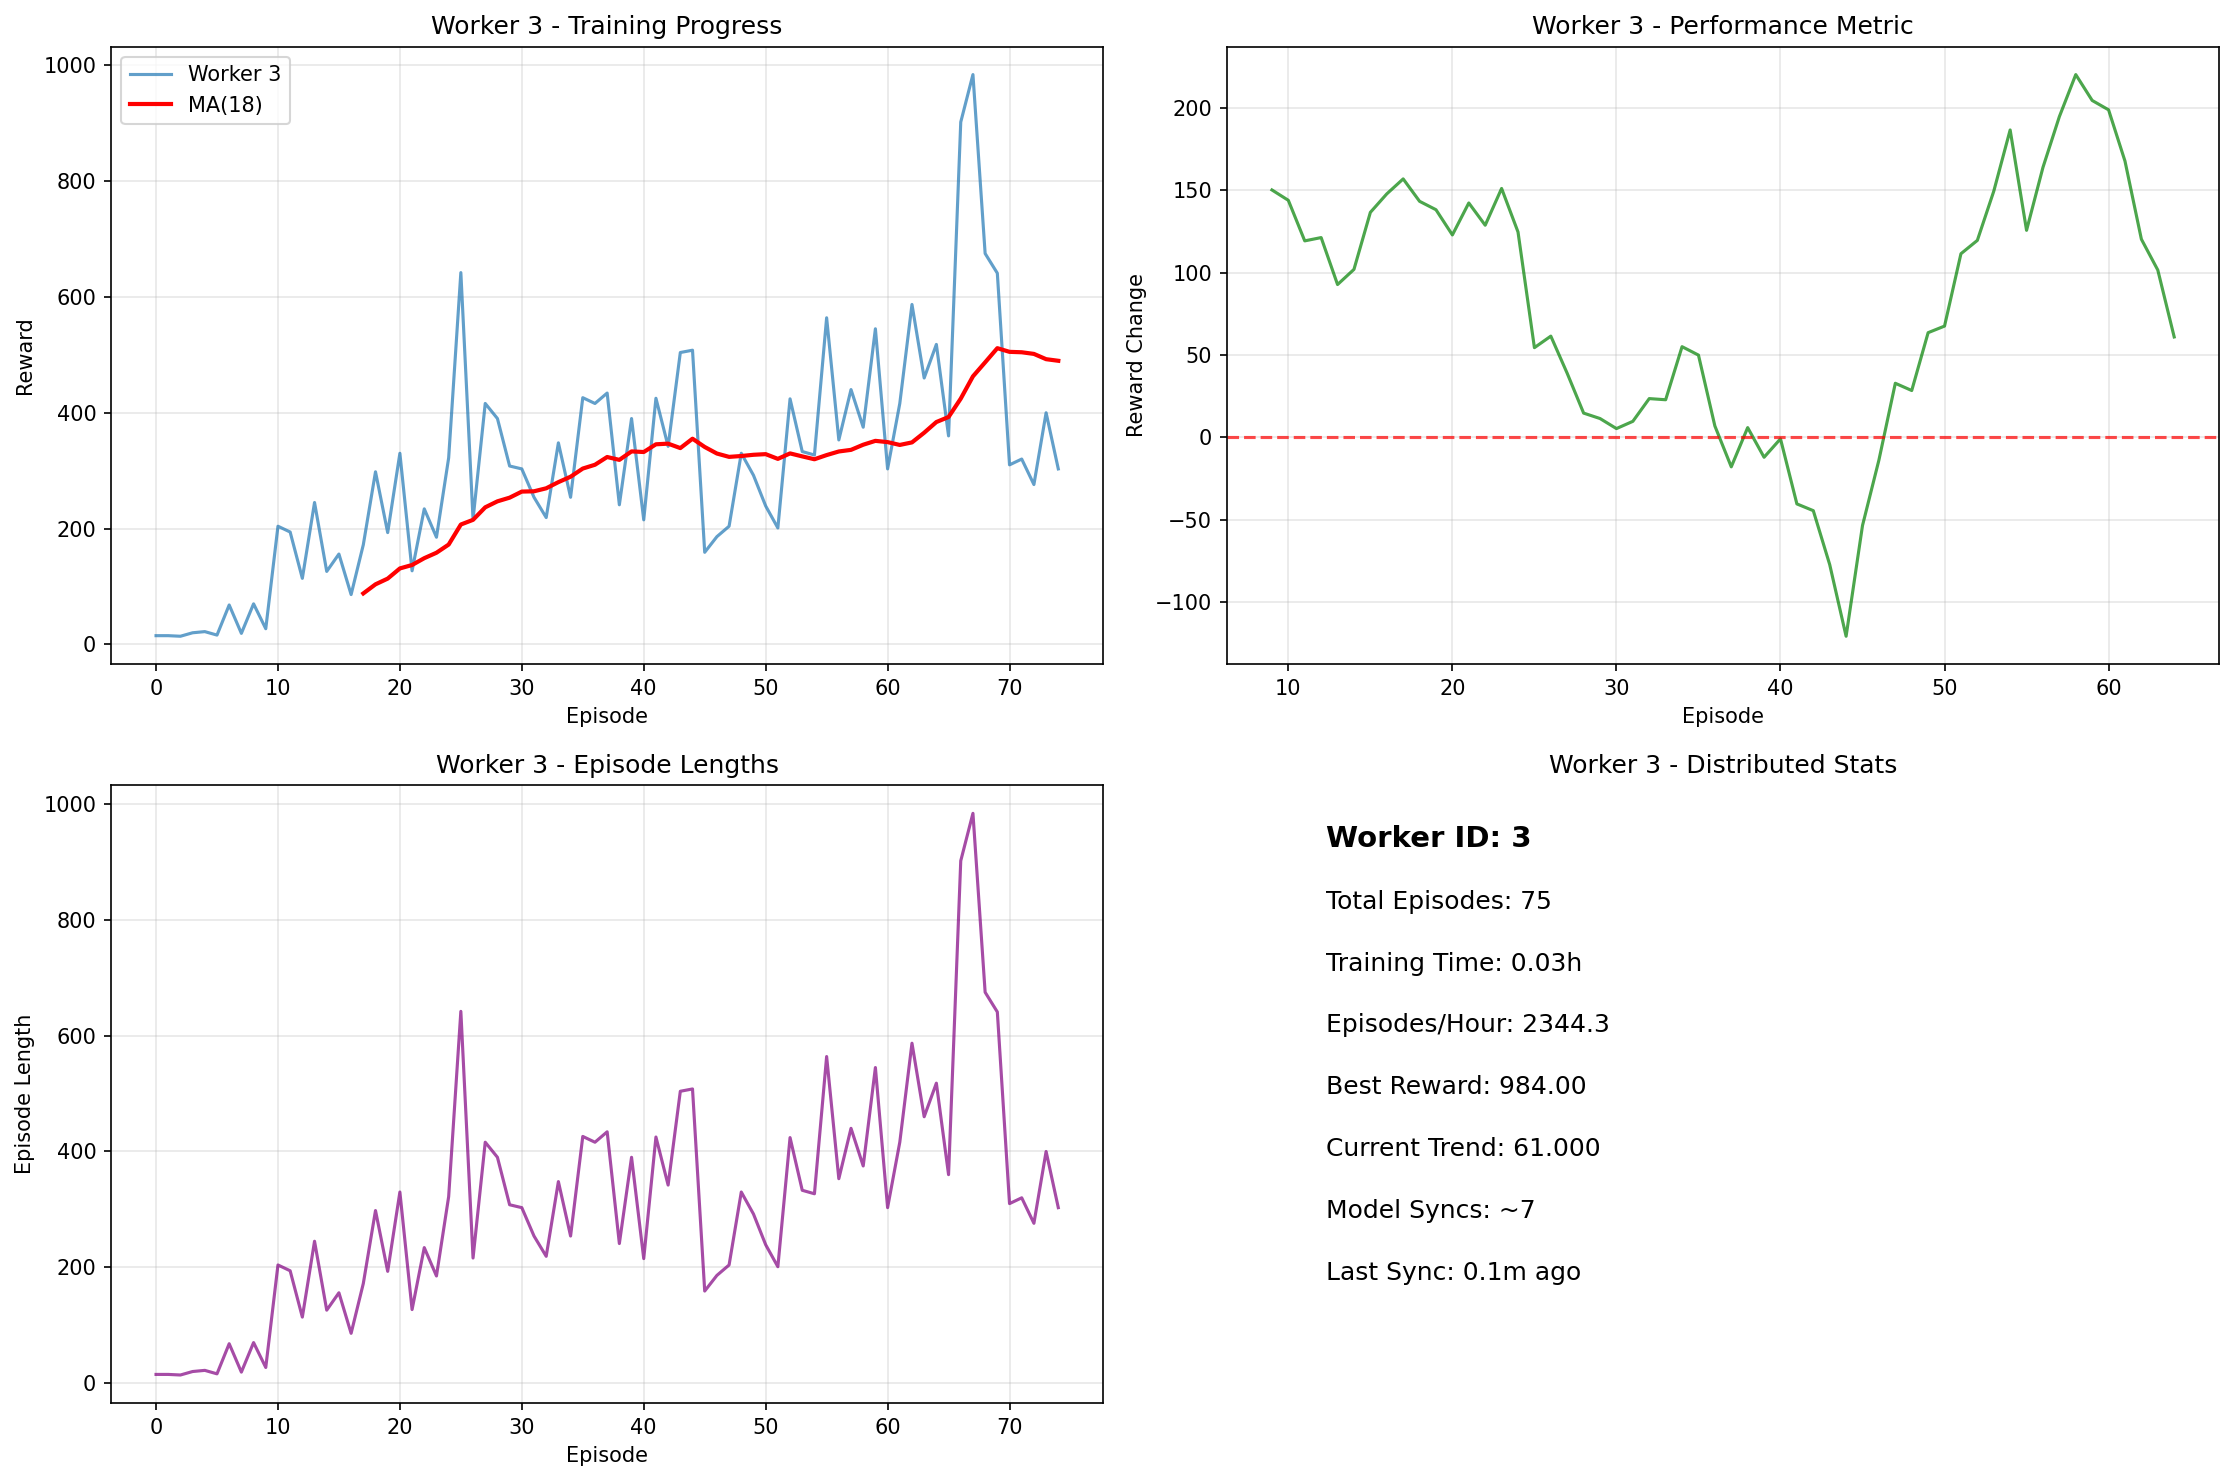 Worker 3 - Training Progress
Worker 3
MA(18)
Reward
1000
800
600
400
200
0
0 10 20 30 40 50 60 70
Episode
Worker 3 - Performance Metric
Reward Change
200
150
100
50
0
−50
−100
10 20 30 40 50 60
Episode
Worker 3 - Episode Lengths
Episode Length
1000
800
600
400
200
0
0 10 20 30 40 50 60 70
Episode
Worker 3 - Distributed Stats
Worker ID: 3
Total Episodes: 75
Training Time: 0.03h
Episodes/Hour: 2344.3
Best Reward: 984.00
Current Trend: 61.000
Model Syncs: ~7
Last Sync: 0.1m ago